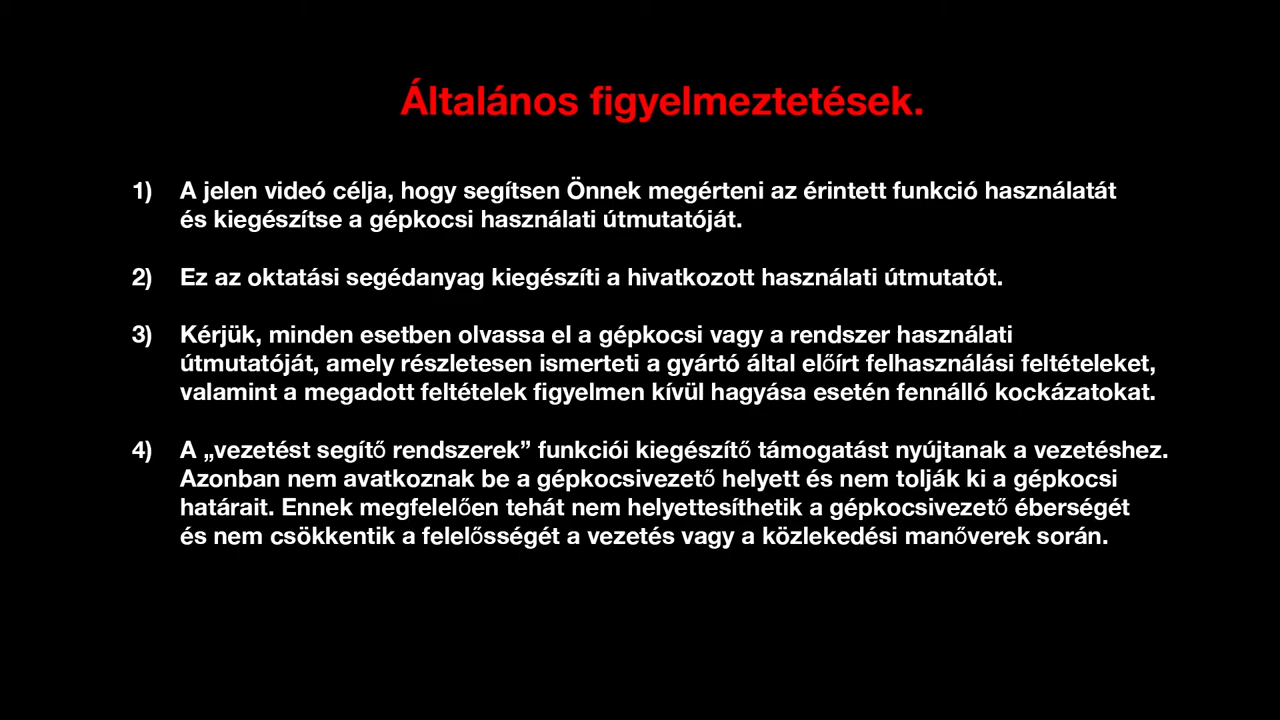 Általános figyelmeztetések.
1) A jelen videó célja, hogy segítsen Önnek megérteni az érintett funkció használatát
és kiegészítse a gépkocsi használati útmutatóját.
2) Ez az oktatási segédanyag kiegészíti a hivatkozott használati útmutatót.
3) Kérjük, minden esetben olvassa el a gépkocsi vagy a rendszer használati
útmutatóját, amely részletesen ismerteti a gyártó által előírt felhasználási feltételeket,
valamint a megadott feltételek figyelmen kívül hagyása esetén fennálló kockázatokat.
4) A „vezetést segítő rendszerek” funkciói kiegészítő támogatást nyújtanak a vezetéshez.
Azonban nem avatkoznak be a gépkocsivezető helyett és nem tolják ki a gépkocsi
határait. Ennek megfelelően tehát nem helyettesíthetik a gépkocsivezető éberségét
és nem csökkentik a felelősségét a vezetés vagy a közlekedési manőverek során.